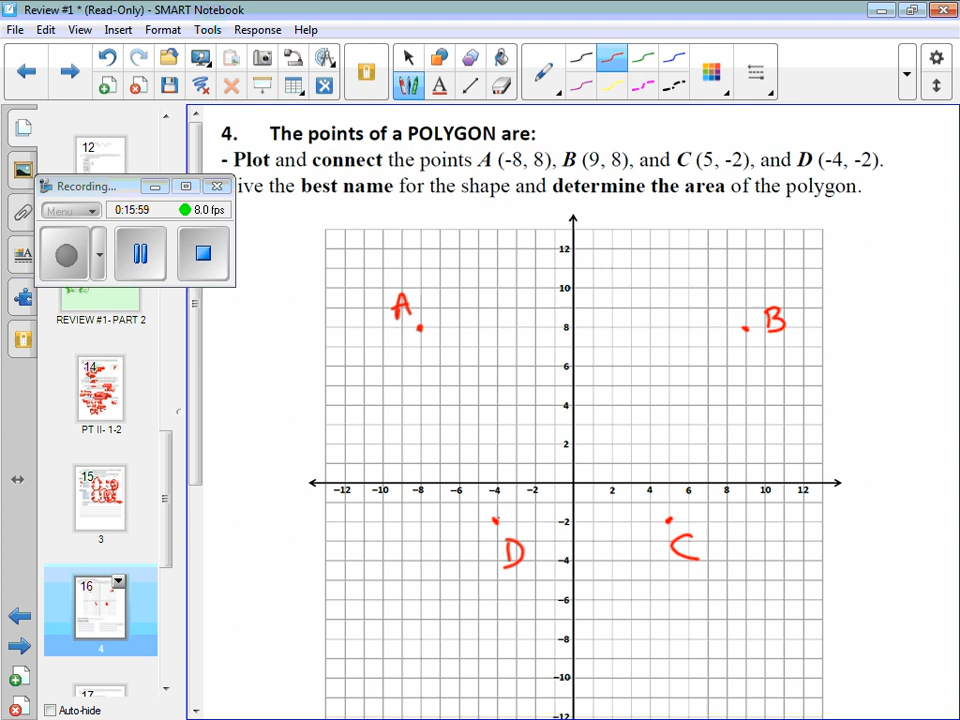 Review #1 * (Read-Only) - SMART Notebook
File Edit View Insert Format Tools Response Help
12
4. The points of a POLYGON are:
- Plot and connect the points A (-8, 8), B (9, 8), and C (5, -2), and D (-4, -2).
ive the best name for the shape and determine the area of the polygon.
Recording...
Menu 0:15:59 8.0 fps
REVIEW #1- PART 2
14
PT II- 1-2
15
3
16
4
17
Auto-hide
12
10
A
B
8
6
4
2
−12 −10 −8 −6 −4 −2 2 4 6 8 10 12
−2
D
C
−4
−6
−8
−10
−12